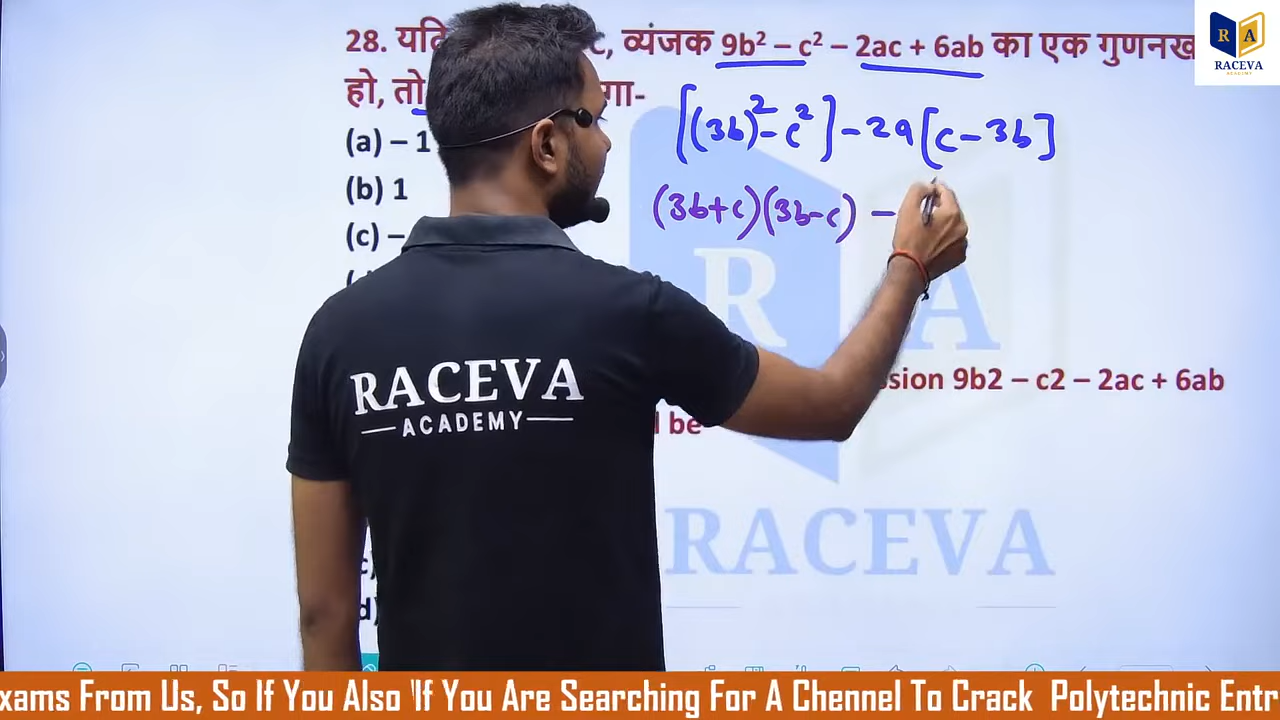 28. यदि c, व्यंजक 9b² – c² – 2ac + 6ab का एक गुणनख
हो, तो गा-
(a) – 1
(b) 1
(c) –
[(3b)² - c²] - 2a[c - 3b]
(3b+c)(3b-c) -
ssion 9b2 – c2 – 2ac + 6ab
l be
c)
d)
R A
RACEVA
ACADEMY
RACEVA
ACADEMY
R A
RACEVA
xams From Us, So If You Also 'If You Are Searching For A Chennel To Crack Polytechnic Entr